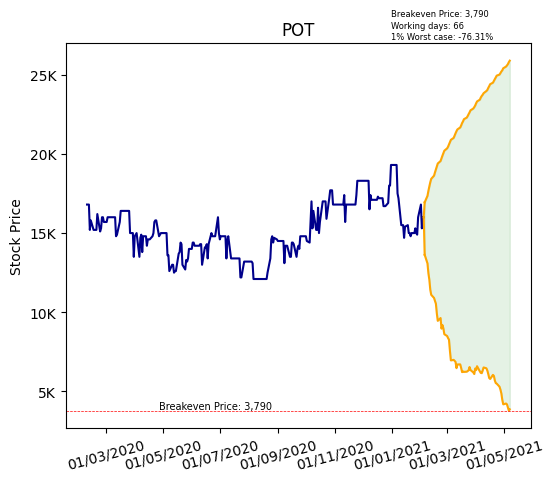 Breakeven Price: 3,790
Working days: 66
1% Worst case: -76.31%
POT
Stock Price
25K
20K
15K
10K
5K
Breakeven Price: 3,790
01/03/2020
01/05/2020
01/07/2020
01/09/2020
01/11/2020
01/01/2021
01/03/2021
01/05/2021